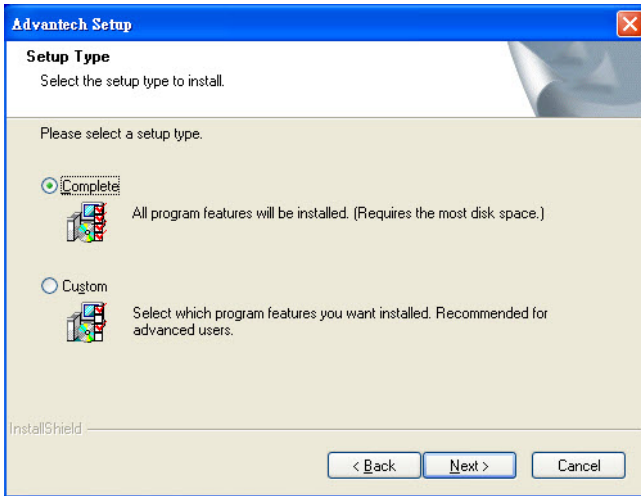 Advantech Setup
Setup Type
Select the setup type to install.
Please select a setup type.
Complete
All program features will be installed. (Requires the most disk space.)
Custom
Select which program features you want installed. Recommended for
advanced users.
InstallShield
< Back
Next >
Cancel